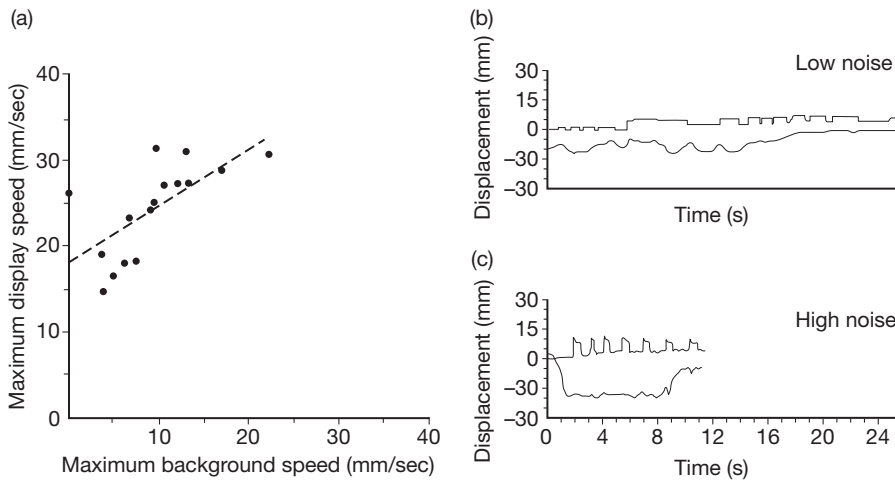 (a)
Maximum display speed (mm/sec)
40
30
20
10
0
10
20
30
40
Maximum background speed (mm/sec)
(b)
Low noise
Displacement (mm)
30
15
0
−15
−30
−30
Time (s)
(c)
High noise
Displacement (mm)
30
15
0
−30
−15
−30
0
4
8
12
16
20
24
Time (s)